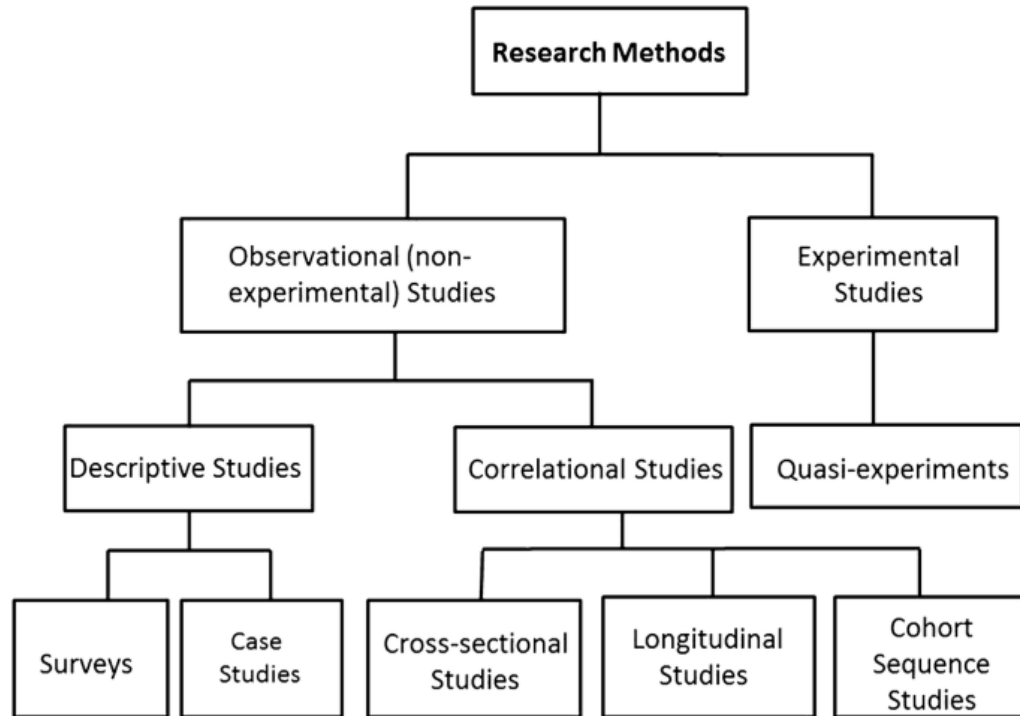 Research Methods
Observational (non-
experimental) Studies
Experimental
Studies
Descriptive Studies
Correlational Studies
Quasi-experiments
Surveys
Case
Studies
Cross-sectional
Studies
Longitudinal
Studies
Cohort
Sequence
Studies